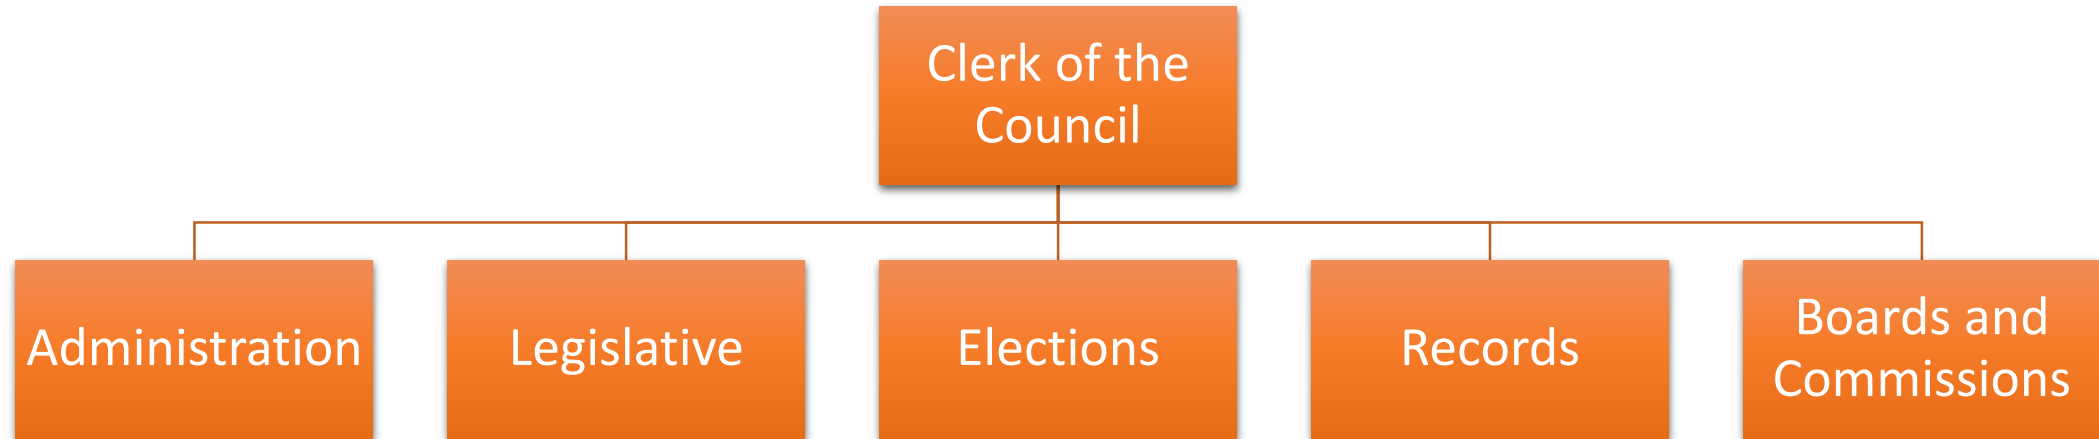 Clerk of the
Council
Administration
Legislative
Elections
Records
Boards and
Commissions